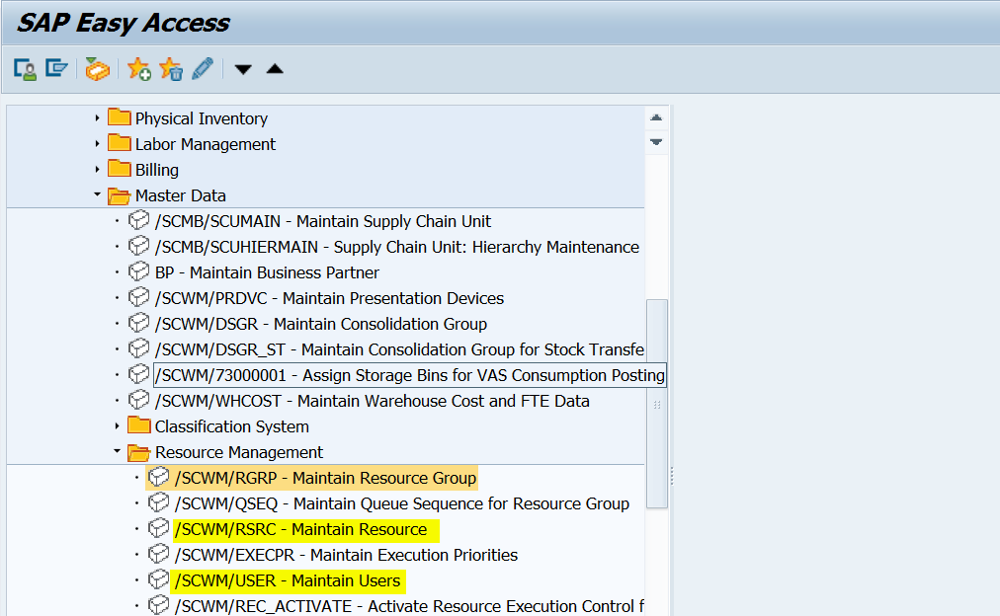 SAP Easy Access
Physical Inventory
Labor Management
Billing
Master Data
/SCMB/SCUMAIN - Maintain Supply Chain Unit
/SCMB/SCUHIERMAIN - Supply Chain Unit: Hierarchy Maintenance
BP - Maintain Business Partner
/SCWM/PRDVC - Maintain Presentation Devices
/SCWM/DSGR - Maintain Consolidation Group
/SCWM/DSGR_ST - Maintain Consolidation Group for Stock Transfe
/SCWM/73000001 - Assign Storage Bins for VAS Consumption Posting
/SCWM/WHCOST - Maintain Warehouse Cost and FTE Data
Classification System
Resource Management
/SCWM/RGRP - Maintain Resource Group
/SCWM/QSEQ - Maintain Queue Sequence for Resource Group
/SCWM/RSRC - Maintain Resource
/SCWM/EXECPR - Maintain Execution Priorities
/SCWM/USER - Maintain Users
/SCWM/REC_ACTIVATE - Activate Resource Execution Control f